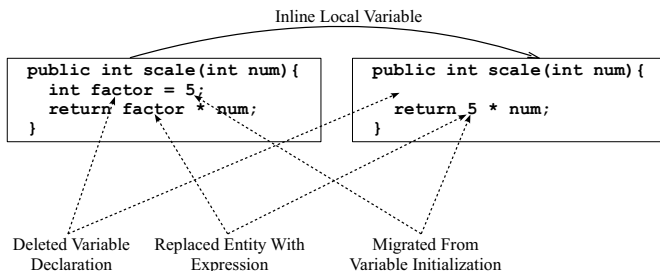 Inline Local Variable
public int scale(int num){
int factor = 5;
return factor * num;
}
public int scale(int num){
return 5 * num;
}
Deleted Variable
Declaration
Replaced Entity With
Expression
Migrated From
Variable Initialization